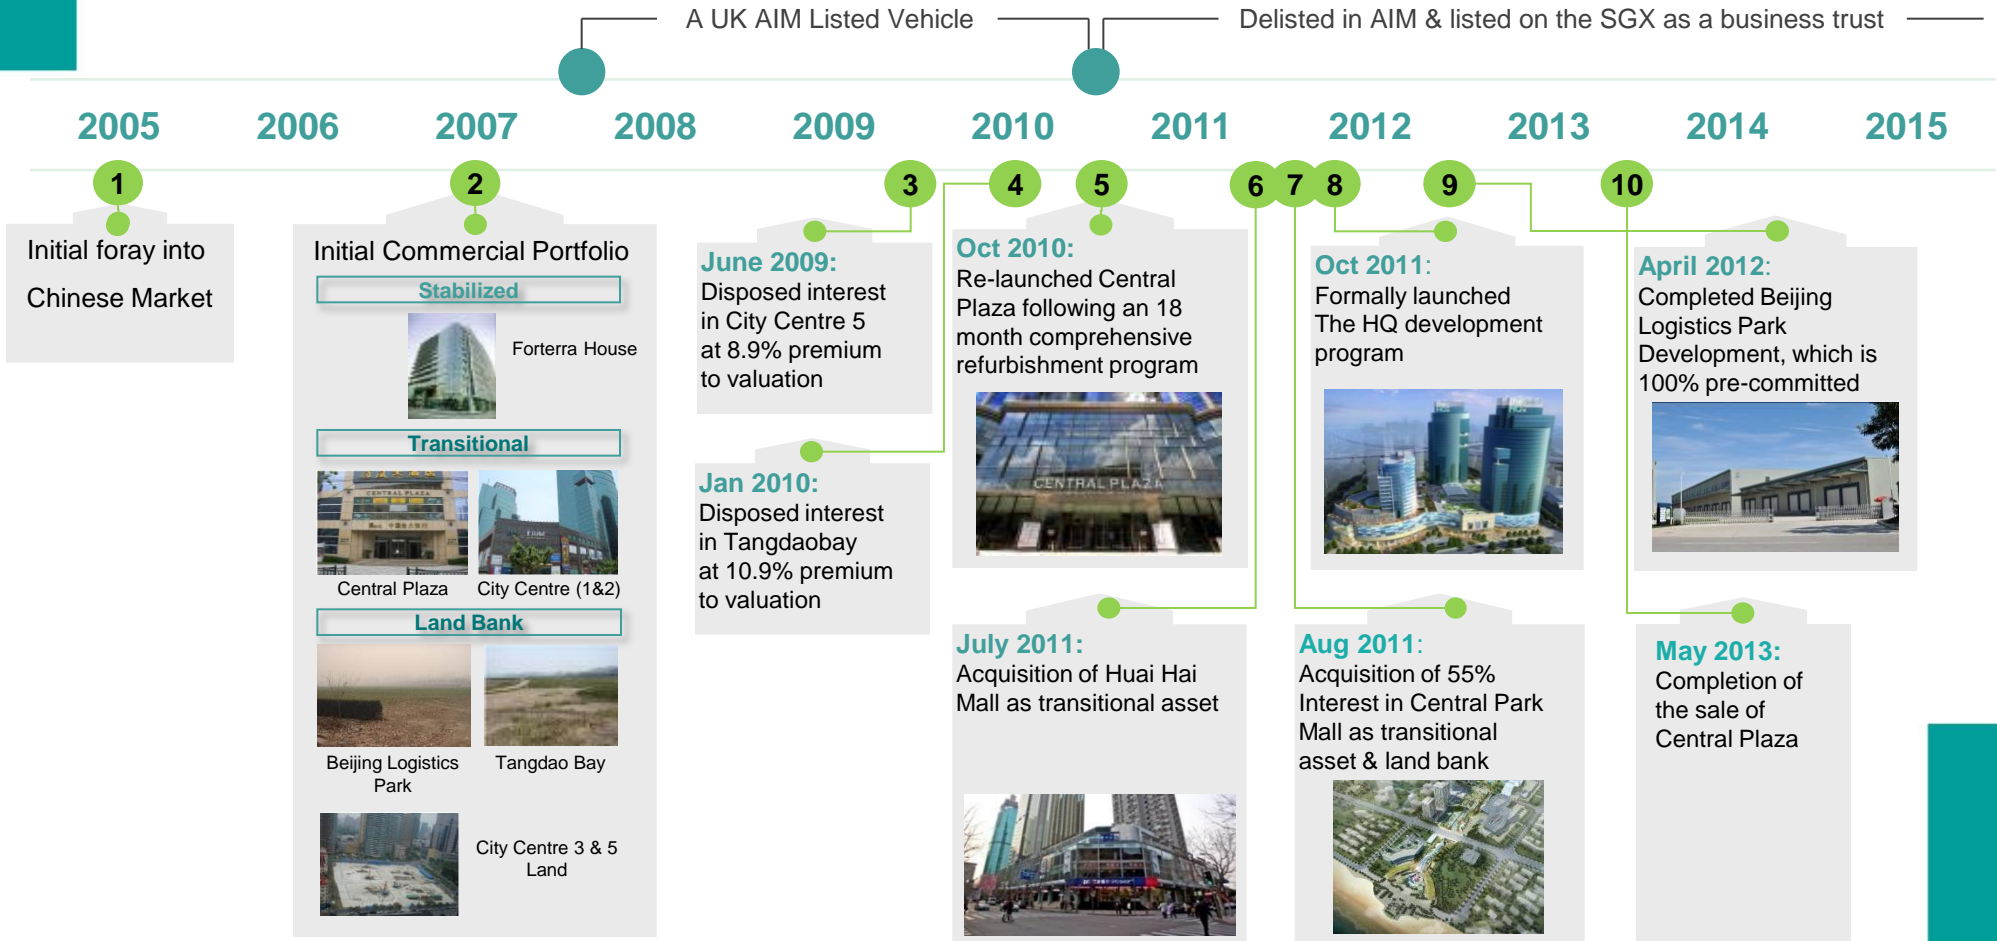 A UK AIM Listed Vehicle
Delisted in AIM & listed on the SGX as a business trust
2005
2006
2007
2008
2009
2010
2011
2012
2013
2014
2015
1
2
3
4
5
6
7
8
9
10
Initial foray into
Chinese Market
Initial Commercial Portfolio
Stabilized
Forterra House
Transitional
CENTRAL PLAZA
Central Plaza
City Centre (1&2)
Land Bank
Beijing Logistics
Park
Tangdao Bay
City Centre 3 & 5
Land
June 2009:
Disposed interest
in City Centre 5
at 8.9% premium
to valuation
Jan 2010:
Disposed interest
in Tangdaobay
at 10.9% premium
to valuation
Oct 2010:
Re-launched Central
Plaza following an 18
month comprehensive
refurbishment program
CENTRAL PLAZA
July 2011:
Acquisition of Huai Hai
Mall as transitional asset
Oct 2011:
Formally launched
The HQ development
program
Aug 2011:
Acquisition of 55%
Interest in Central Park
Mall as transitional
asset & land bank
April 2012:
Completed Beijing
Logistics Park
Development, which is
100% pre-committed
May 2013:
Completion of
the sale of
Central Plaza